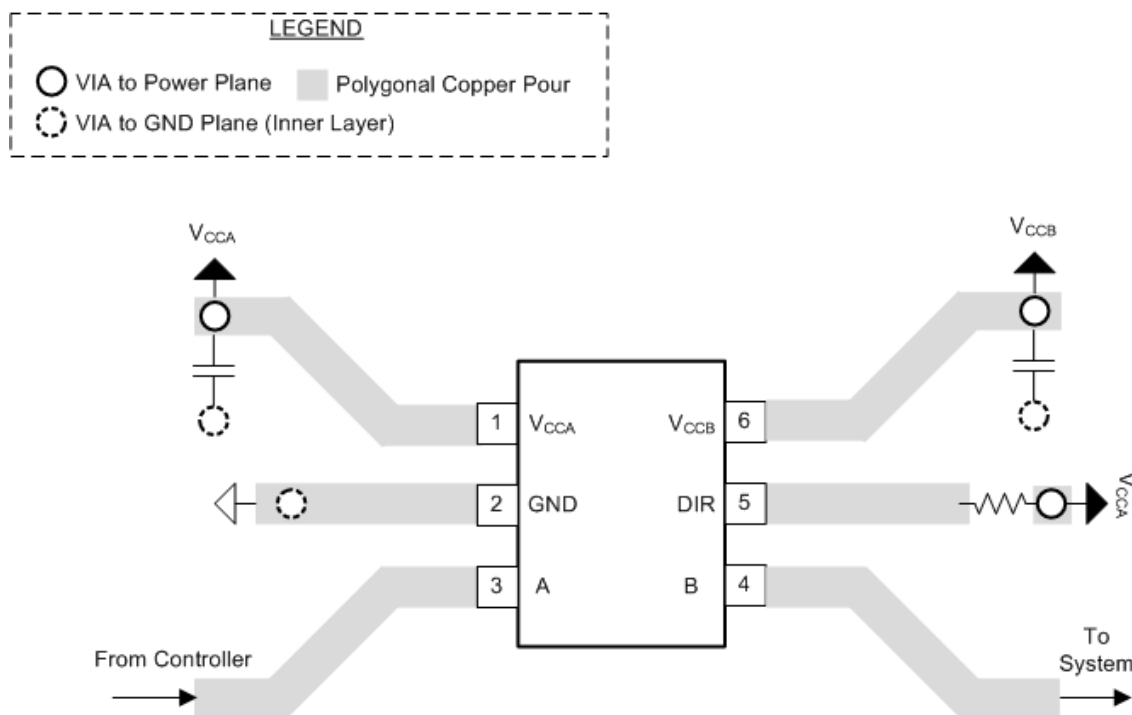 LEGEND
VIA to Power Plane
Polygonal Copper Pour
VIA to GND Plane (Inner Layer)
VCCA
VCCB
1
VCCA
VCCB
6
2
GND
DIR
5
VCCA
3
A
B
4
From Controller
To
System